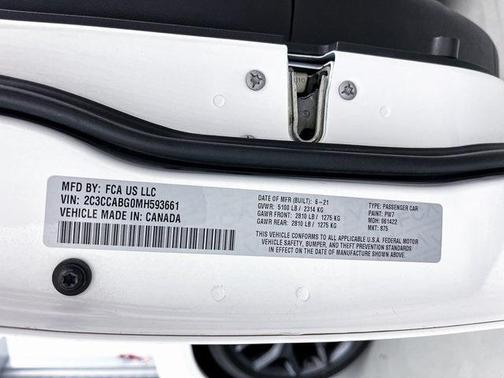 MFD BY: FCA US LLC
VIN: 2C3CCABG0MH593661
VEHICLE MADE IN: CANADA
DATE OF MFR (BUILT): 6-21
GVWR: 5100 LB / 2314 KG
GAWR FRONT: 2810 LB / 1275 KG
GAWR REAR: 2810 LB / 1275 KG
TYPE: PASSENGER CAR
PAINT: PW7
MDH: 061422
MKT: 875
THIS VEHICLE CONFORMS TO ALL APPLICABLE U.S.A. FEDERAL MOTOR
VEHICLE SAFETY, BUMPER, AND THEFT PREVENTION STANDARDS
IN EFFECT ON THE DATE OF MANUFACTURE SHOWN ABOVE.